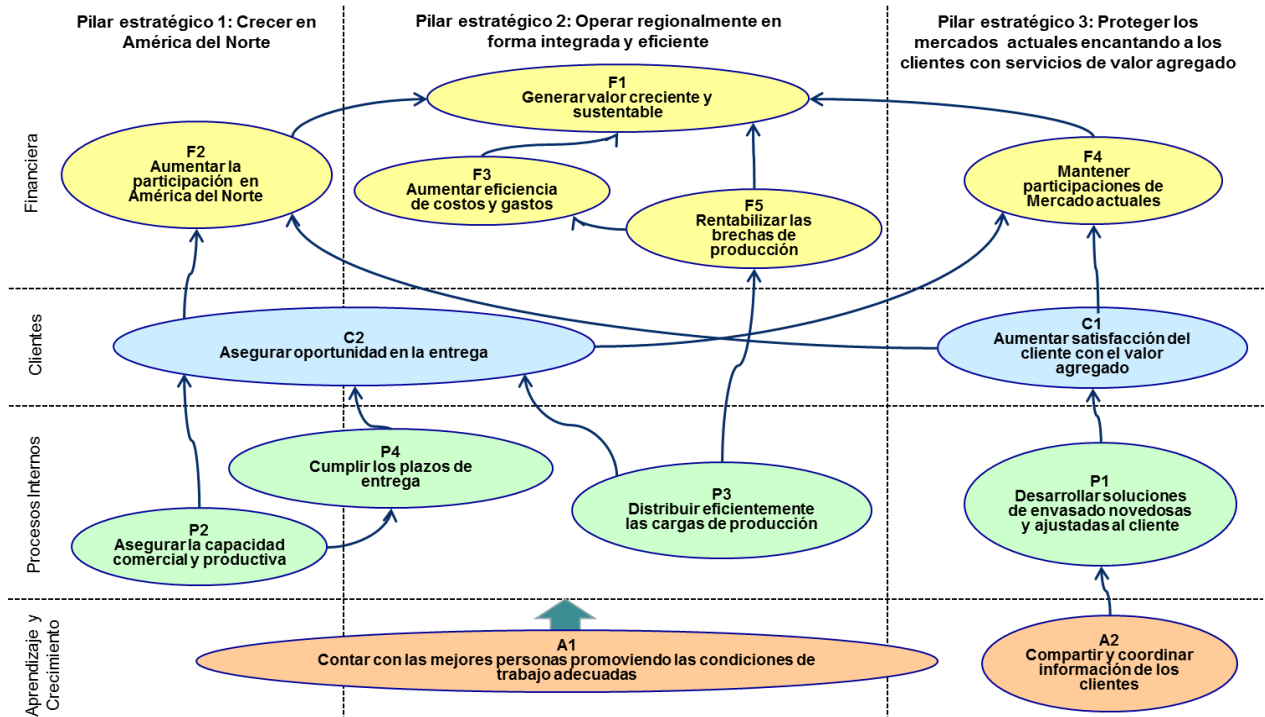 Pilar estratégico 1: Crecer en
América del Norte
Pilar estratégico 2: Operar regionalmente en
forma integrada y eficiente
Pilar estratégico 3: Proteger los
mercados actuales encantando a los
clientes con servicios de valor agregado
Financiera
F1
Generar valor creciente y
sustentable
F2
Aumentar la
participación en
América del Norte
F3
Aumentar eficiencia
de costos y gastos
F5
Rentabilizar las
brechas de
producción
F4
Mantener
participaciones de
Mercado actuales
Clientes
C2
Asegurar oportunidad en la entrega
C1
Aumentar satisfacción del
cliente con el valor
agregado
Procesos Internos
P4
Cumplir los plazos de
entrega
P2
Asegurar la capacidad
comercial y productiva
P3
Distribuir eficientemente
las cargas de producción
P1
Desarrollar soluciones
de envasado novedosas
y ajustadas al cliente
Aprendizaje y
Crecimiento
A1
Contar con las mejores personas promoviendo las condiciones de
trabajo adecuadas
A2
Compartir y coordinar
información de los
clientes